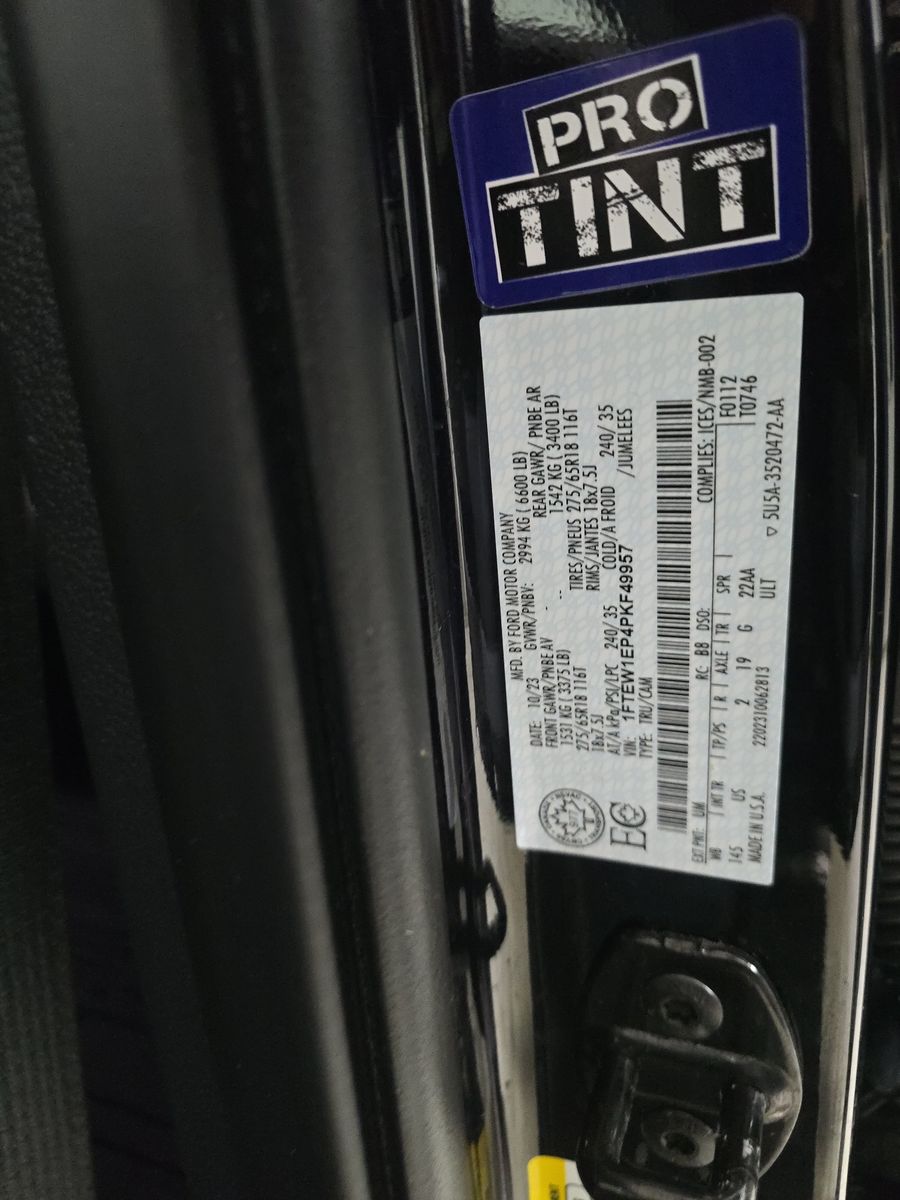 PRO
TINT
MFD. BY FORD MOTOR COMPANY
DATE: 10/23 GVWR/PNBV: 2994 KG ( 6600 LB)
FRONT GAWR/PNBE AV REAR GAWR/ PNBE AR
1531 KG ( 3375 LB) -- 1542 KG ( 3400 LB)
275/65R18 116T TIRES/PNEUS 275/65R18 116T
18x7.5J RIMS/JANTES 18x7.5J
AT/A kPa/PSI/LPC 240/ 35 COLD/A FROID 240/ 35
VIN: 1FTEW1EP4PKF49957 /JUMELEES
TYPE: TRU/CAM
EC
EXT PNT: UM RC: B8 DSO: COMPLIES: ICES/NMB-002
WB | INT TR | TP/PS | R | AXLE | TR | SPR | F0112
145 US 2 19 G 22AA T0746
ULT
MADE IN U.S.A. 2202310062813 ▽ 5U5A-3520472-AA